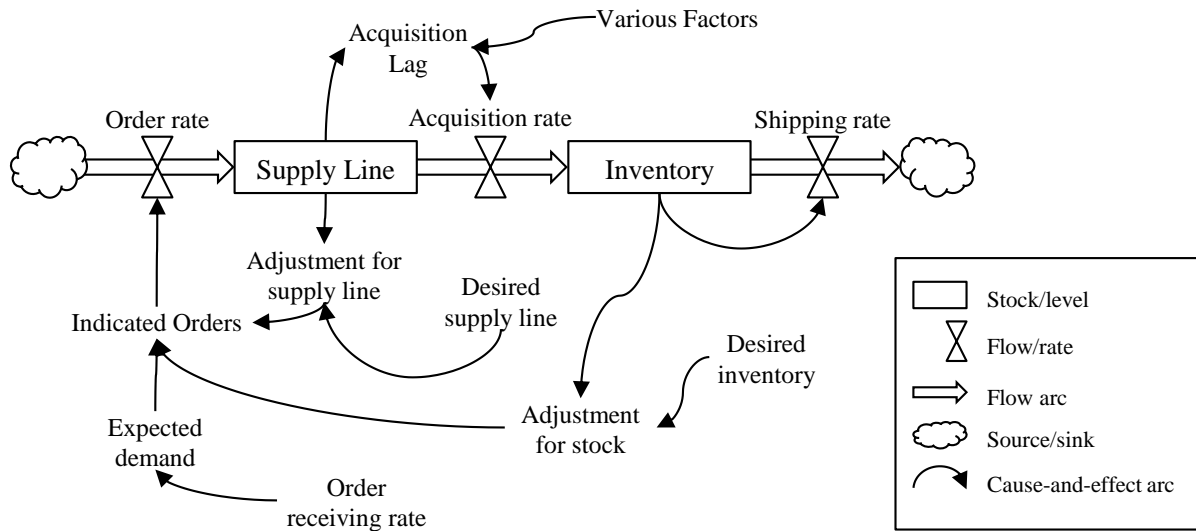 Various Factors
Acquisition
Lag
Order rate
Acquisition rate
Shipping rate
Supply Line
Inventory
Adjustment for
supply line
Desired
supply line
Indicated Orders
Desired
inventory
Adjustment
for stock
Expected
demand
Order
receiving rate
Stock/level
Flow/rate
Flow arc
Source/sink
Cause-and-effect arc